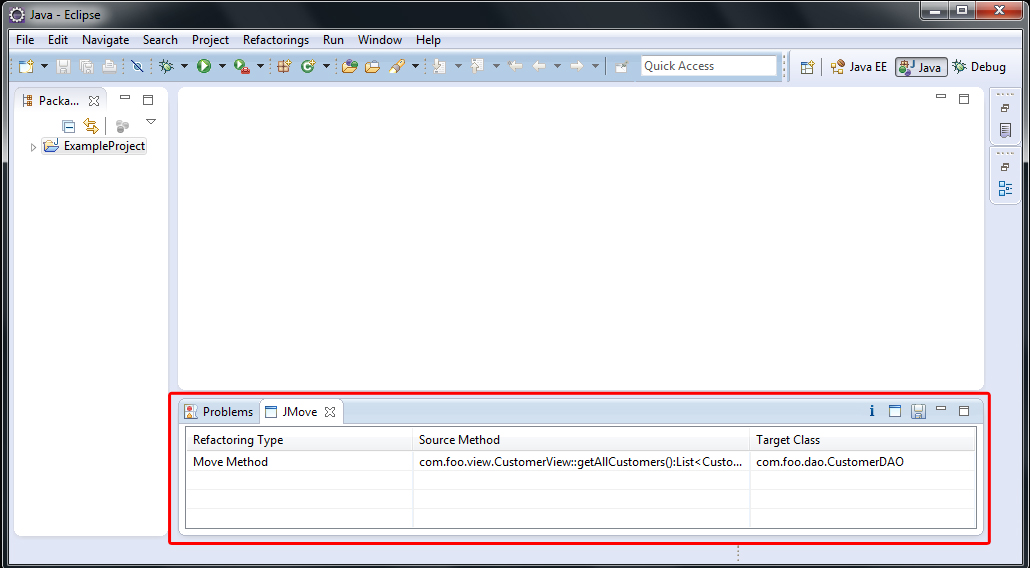 Java - Eclipse
File Edit Navigate Search Project Refactorings Run Window Help
Quick Access Java EE Java Debug
Packa...
ExampleProject
Problems JMove
Refactoring Type Source Method Target Class
Move Method com.foo.view.CustomerView::getAllCustomers():List<Custo... com.foo.dao.CustomerDAO